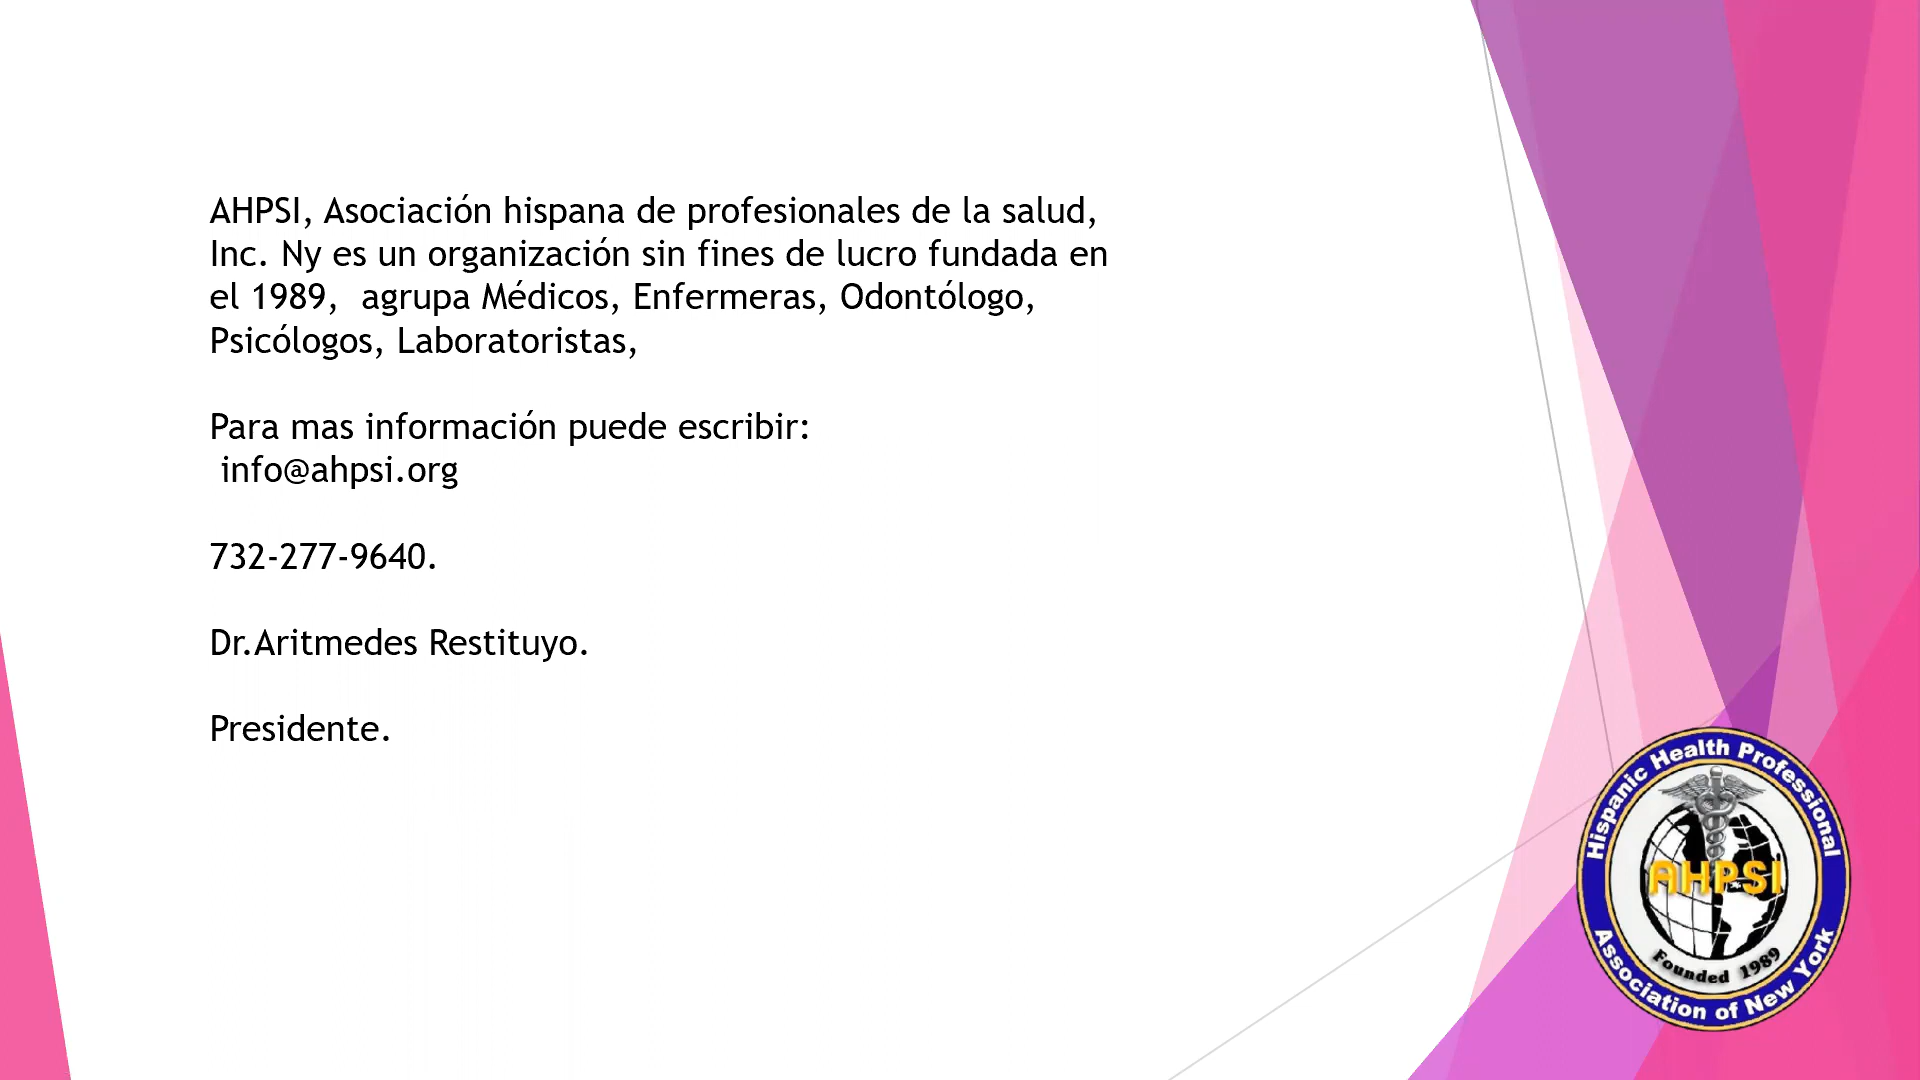 AHPSI, Asociación hispana de profesionales de la salud,
Inc. Ny es un organización sin fines de lucro fundada en
el 1989,  agrupa Médicos, Enfermeras, Odontólogo,
Psicólogos, Laboratoristas,
Para mas información puede escribir:
info@ahpsi.org
732-277-9640.
Dr.Aritmedes Restituyo.
Presidente.
Hispanic Health Professional
AHPSI
Founded 1989
Association of New York